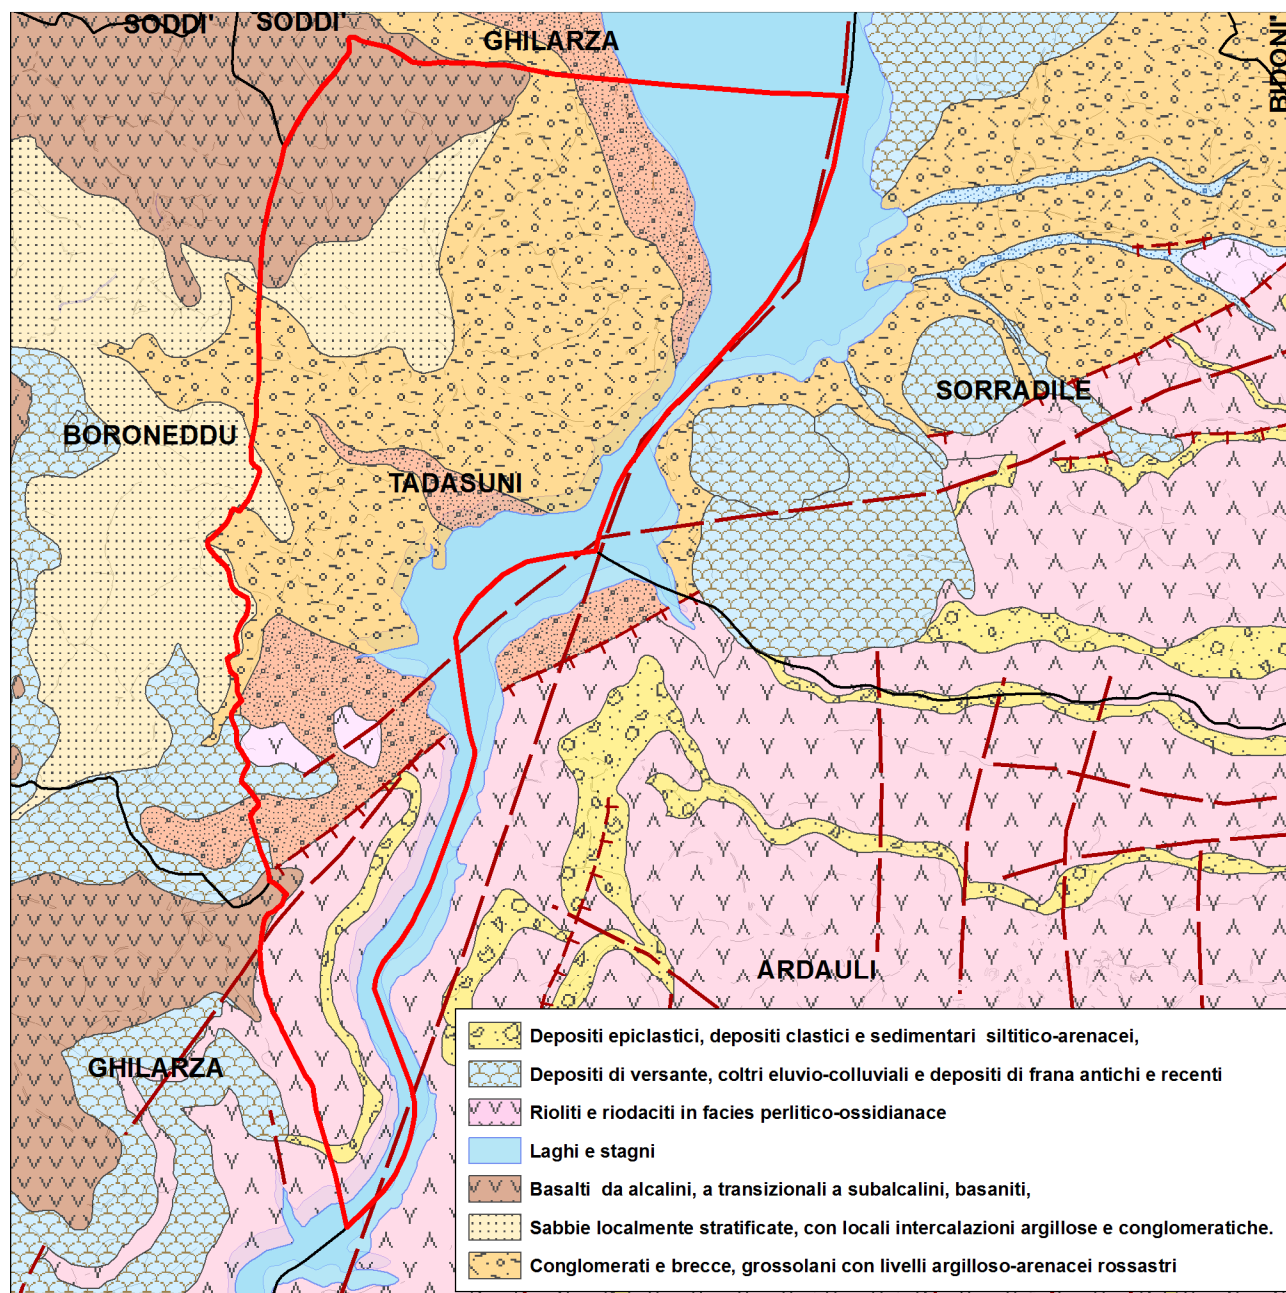 SODDI'
SODDI'
GHILARZA
BIDONI'
SORRADILE
BORONEDDU
TADASUNI
ARDAULI
GHILARZA
Depositi epiclastici, depositi clastici e sedimentari siltitico-arenacei,
Depositi di versante, coltri eluvio-colluviali e depositi di frana antichi e recenti
Rioliti e riodaciti in facies perlitico-ossidianace
Laghi e stagni
Basalti da alcalini, a transizionali a subalcalini, basaniti,
Sabbie localmente stratificate, con locali intercalazioni argillose e conglomeratiche.
Conglomerati e brecce, grossolani con livelli argilloso-arenacei rossastri